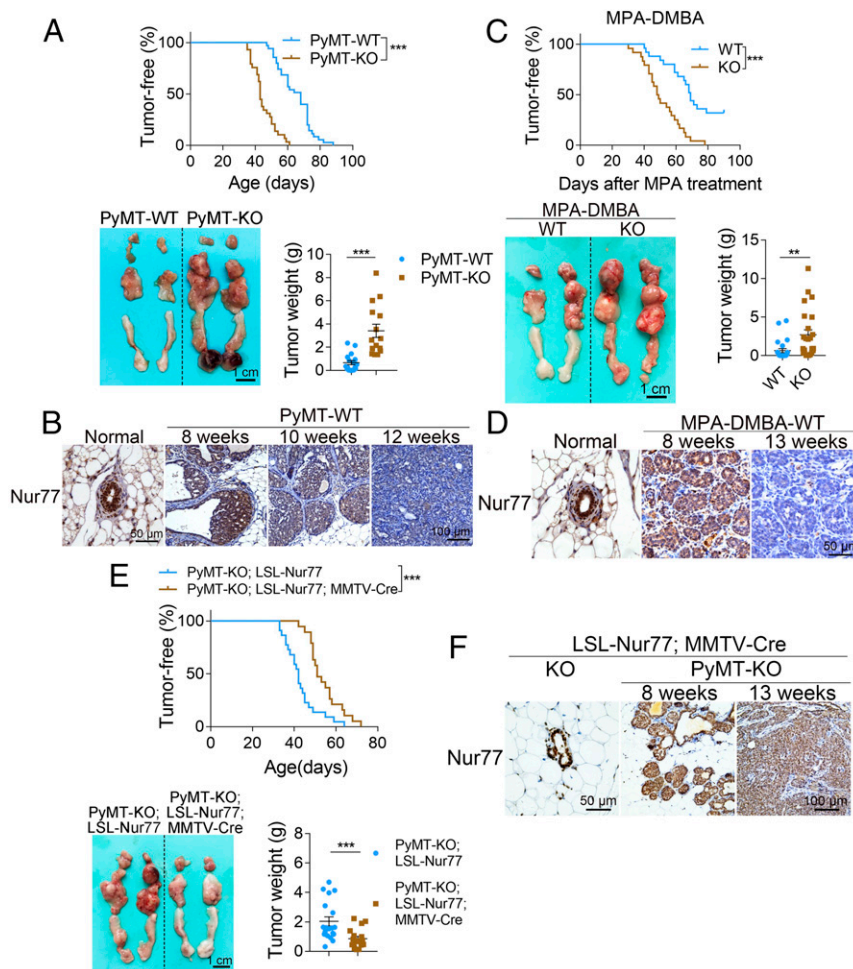 A
Tumor-free (%)
100
50
0
0 20 40 60 80 100
Age (days)
PyMT-WT
PyMT-KO
***
PyMT-WT PyMT-KO
1 cm
Tumor weight (g)
10
8
6
4
2
0
***
PyMT-WT
PyMT-KO
C
MPA-DMBA
Tumor-free (%)
100
50
0
0 20 40 60 80 100
Days after MPA treatment
WT
KO
***
MPA-DMBA
WT KO
1 cm
Tumor weight (g)
15
12
9
6
3
0
**
WT
KO
B
PyMT-WT
Normal 8 weeks 10 weeks 12 weeks
Nur77
50 µm
100 µm
D
MPA-DMBA-WT
Normal 8 weeks 13 weeks
Nur77
50 µm
E
PyMT-KO; LSL-Nur77
PyMT-KO; LSL-Nur77; MMTV-Cre
***
Tumor-free (%)
100
50
0
0 20 40 60 80
Age(days)
PyMT-KO;
LSL-Nur77
PyMT-KO;
LSL-Nur77;
MMTV-Cre
1 cm
Tumor weight (g)
8
6
4
2
0
***
PyMT-KO;
LSL-Nur77
PyMT-KO;
LSL-Nur77;
MMTV-Cre
F
LSL-Nur77; MMTV-Cre
KO PyMT-KO
8 weeks 13 weeks
Nur77
50 µm
100 µm